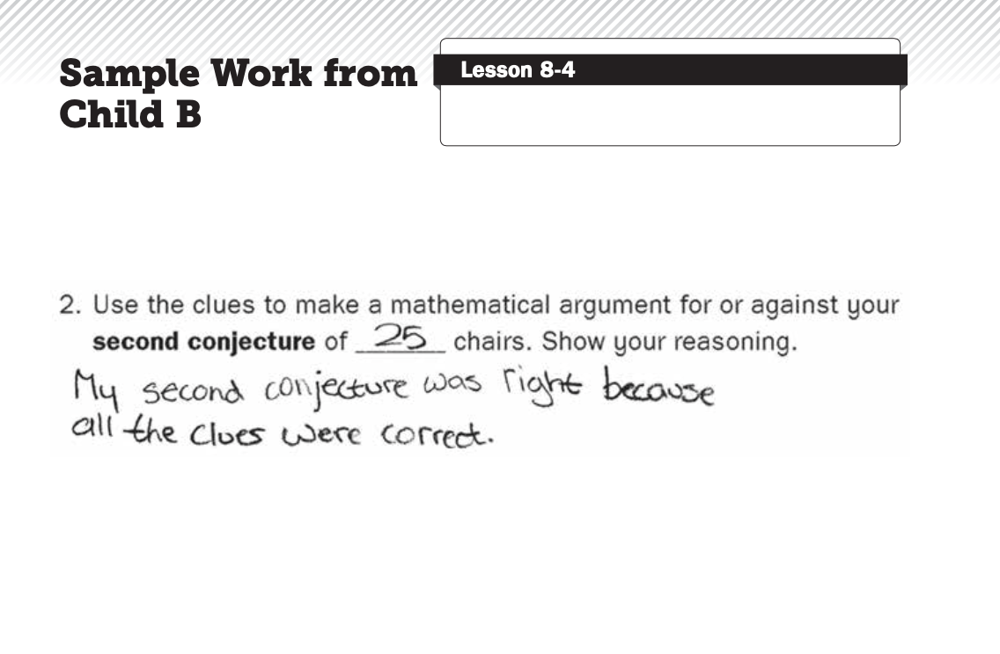 Sample Work from
Child B
Lesson 8-4
2. Use the clues to make a mathematical argument for or against your
second conjecture of 25 chairs. Show your reasoning.
My second conjecture was right because
all the clues were correct.